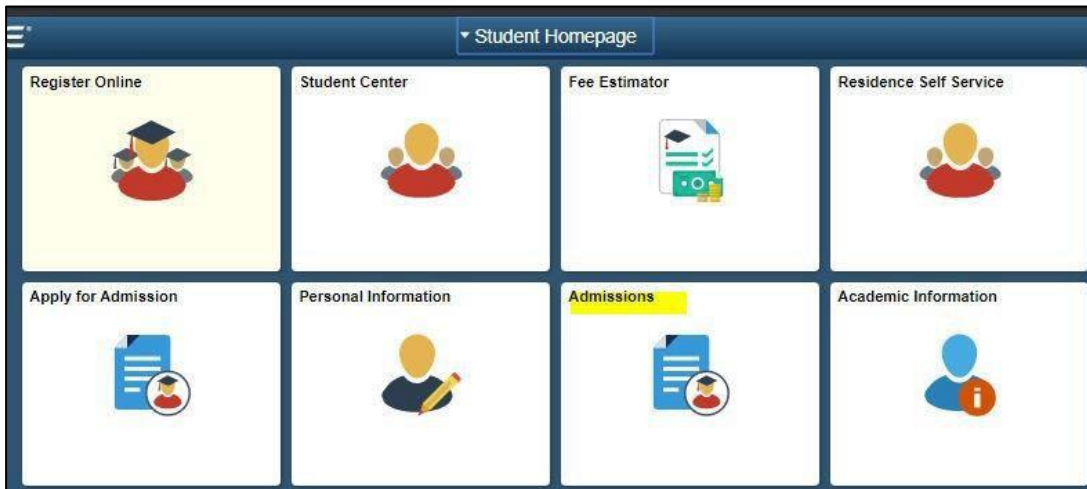 Student Homepage
Register Online
Student Center
Fee Estimator
Residence Self Service
Apply for Admission
Personal Information
Admissions
Academic Information